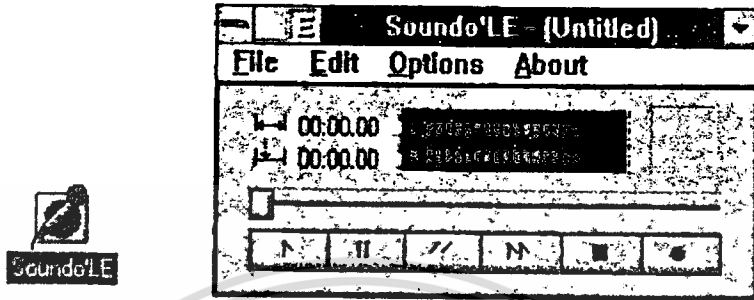 Soundo'LE - (Untitled)
File Edit Options About
00:00.00
00:00.00
Soundo'LE